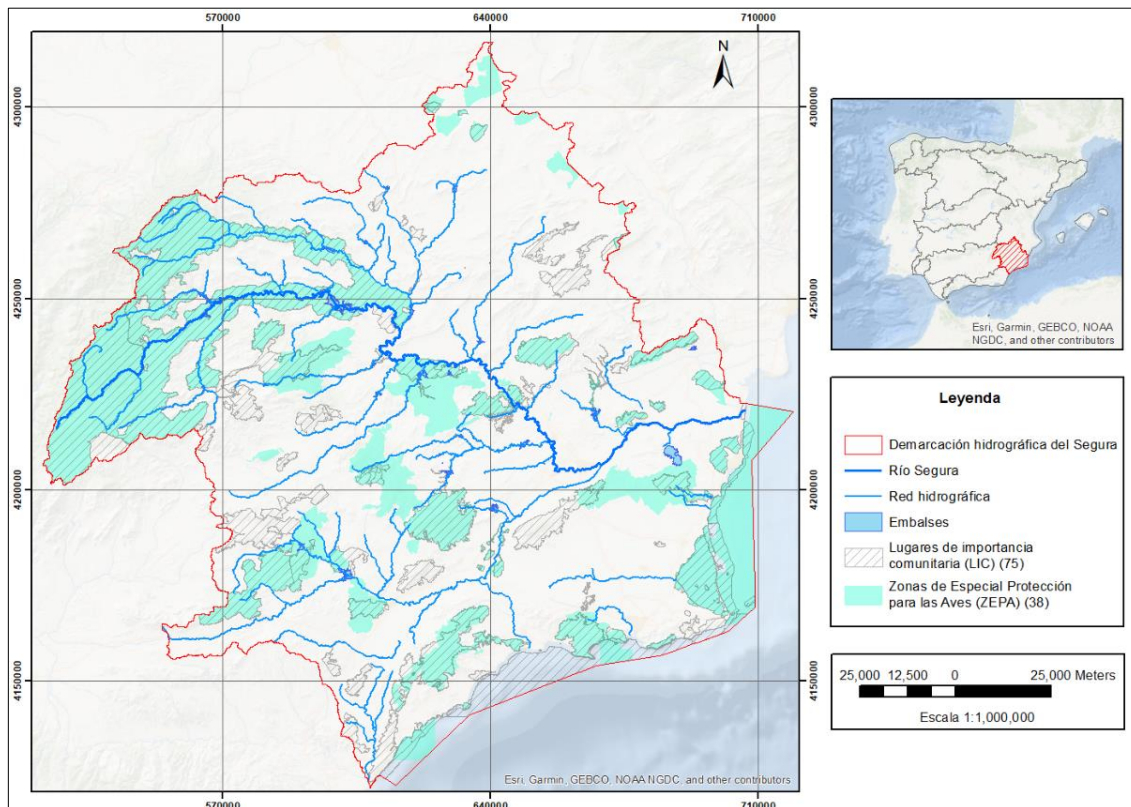 570000
640000
710000
N
4300000
4300000
4250000
4250000
4200000
4200000
4150000
4150000
570000
640000
710000
Esri, Garmin, GEBCO, NOAA NGDC, and other contributors
Esri, Garmin, GEBCO, NOAA
NGDC, and other contributors
Leyenda
Demarcación hidrográfica del Segura
Río Segura
Red hidrográfica
Embalses
Lugares de importancia
comunitaria (LIC) (75)
Zonas de Especial Protección
para las Aves (ZEPA) (38)
25,000 12,500 0 25,000 Meters
Escala 1:1,000,000